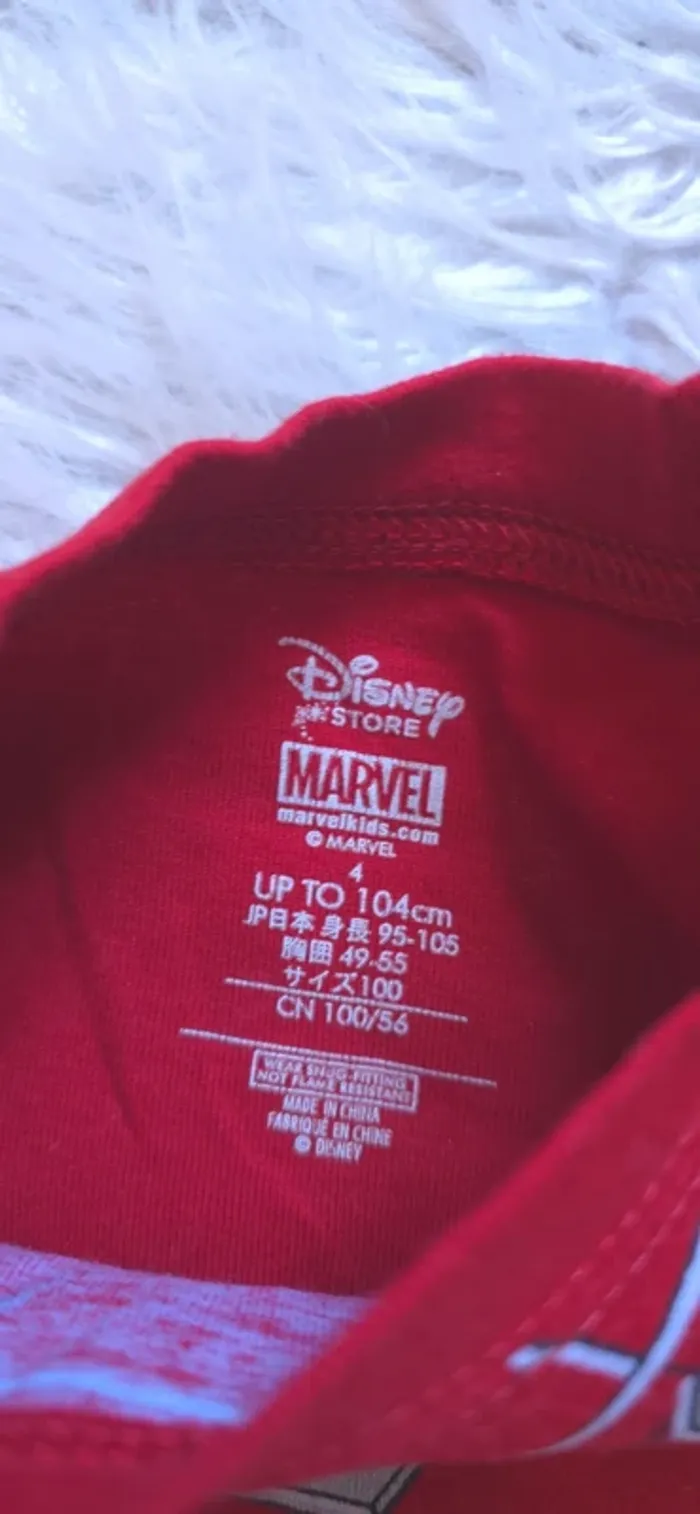 Disney
STORE
MARVEL
marvelkids.com
© MARVEL
4
UP TO 104cm
JP日本 身長 95-105
胸囲 49-55
サイズ100
CN 100/56
WEAR SNUG-FITTING
NOT FLAME RESISTANT
MADE IN CHINA
FABRIQUÉ EN CHINE
© DISNEY